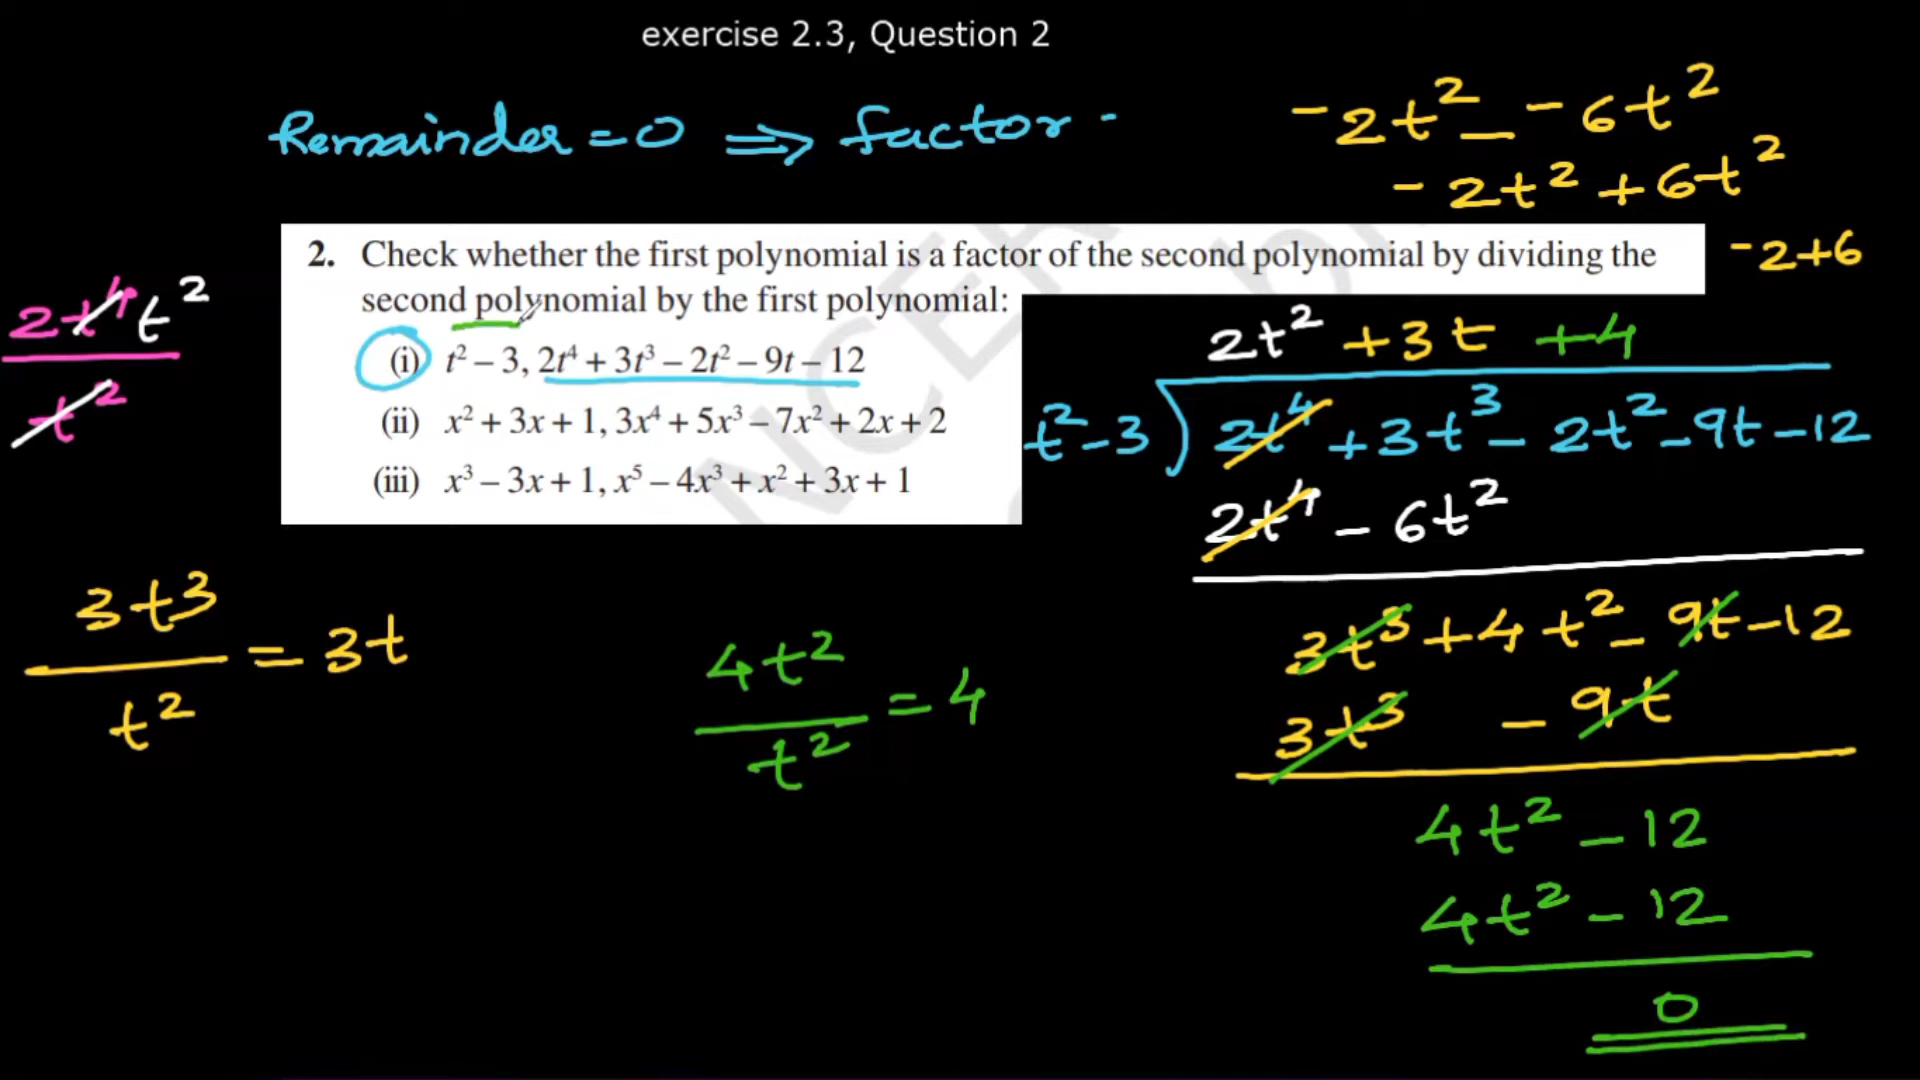 exercise 2.3, Question 2
Remainder = 0 ⇒ factor -
-2t² - -6t²
-2t² + 6t²
-2+6
2. Check whether the first polynomial is a factor of the second polynomial by dividing the
second polynomial by the first polynomial:
(i) t² – 3, 2t⁴ + 3t³ – 2t² – 9t – 12
(ii) x² + 3x + 1, 3x⁴ + 5x³ – 7x² + 2x + 2
(iii) x³ – 3x + 1, x⁵ – 4x³ + x² + 3x + 1
2t⁴ t²
t²
3t3
t²
= 3t
4t²
t²
= 4
2t² + 3t + 4
t² - 3 ) 2t⁴ + 3t³ - 2t² - 9t - 12
2t⁴ - 6t²
3t³ + 4t² - 9t - 12
3t³ - 9t
4t² - 12
4t² - 12
0
NCER